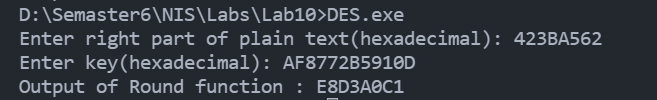 D:\Semaster6\NIS\Labs\Lab10>DES.exe
Enter right part of plain text(hexadecimal): 423BA562
Enter key(hexadecimal): AF8772B5910D
Output of Round function : E8D3A0C1